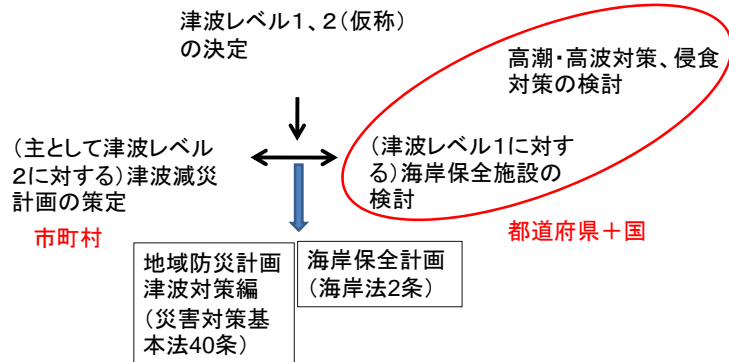 津波レベル１、２（仮称）
の決定
高潮・高波対策、侵食
対策の検討
（主として津波レベル
２に対する）津波減災
計画の策定
（津波レベル１に対す
る）海岸保全施設の
検討
市町村
都道府県＋国
地域防災計画
津波対策編
（災害対策基
本法40条）
海岸保全計画
（海岸法2条）